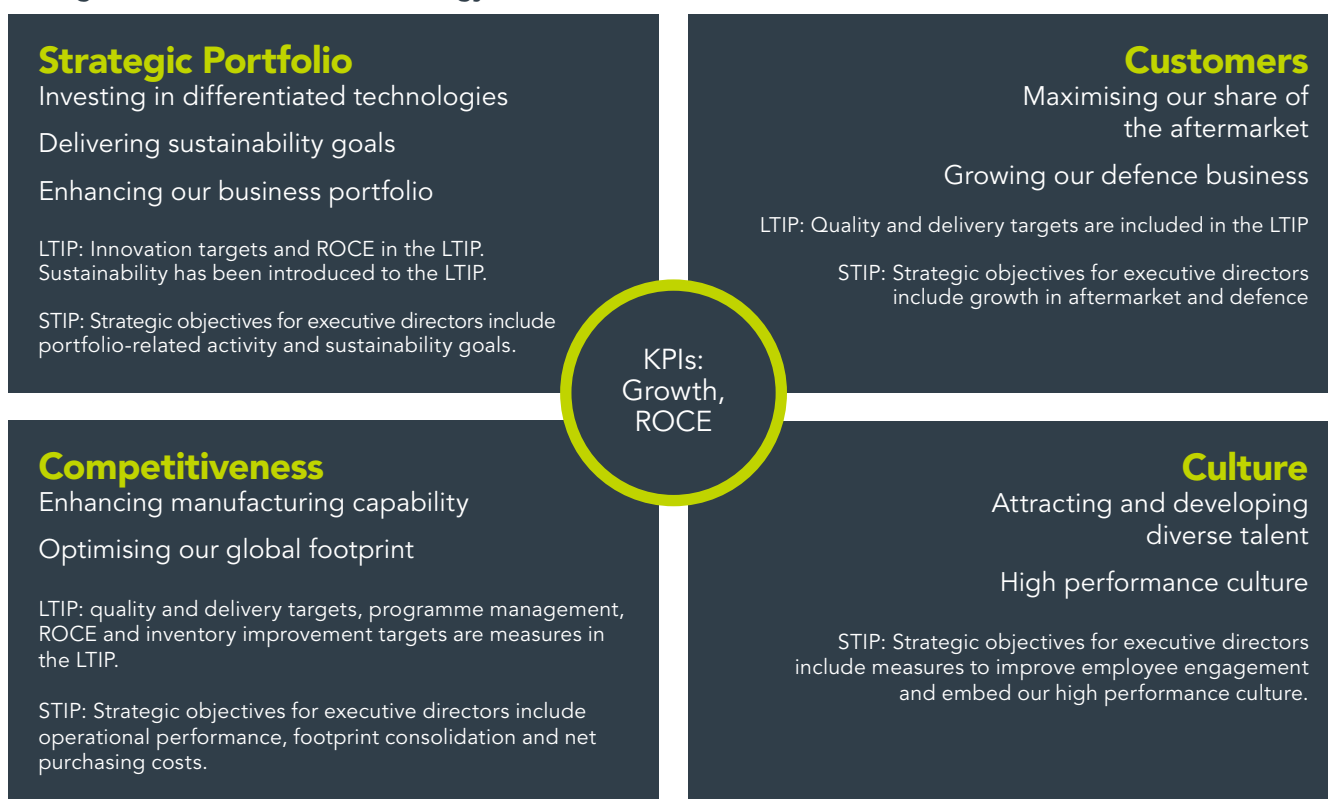 Strategic Portfolio
Investing in differentiated technologies
Delivering sustainability goals
Enhancing our business portfolio
LTIP: Innovation targets and ROCE in the LTIP.
Sustainability has been introduced to the LTIP.
STIP: Strategic objectives for executive directors include
portfolio-related activity and sustainability goals.
Customers
Maximising our share of
the aftermarket
Growing our defence business
LTIP: Quality and delivery targets are included in the LTIP
STIP: Strategic objectives for executive directors
include growth in aftermarket and defence
KPIs:
Growth,
ROCE
Competitiveness
Enhancing manufacturing capability
Optimising our global footprint
LTIP: quality and delivery targets, programme management,
ROCE and inventory improvement targets are measures in
the LTIP.
STIP: Strategic objectives for executive directors include
operational performance, footprint consolidation and net
purchasing costs.
Culture
Attracting and developing
diverse talent
High performance culture
STIP: Strategic objectives for executive directors
include measures to improve employee engagement
and embed our high performance culture.